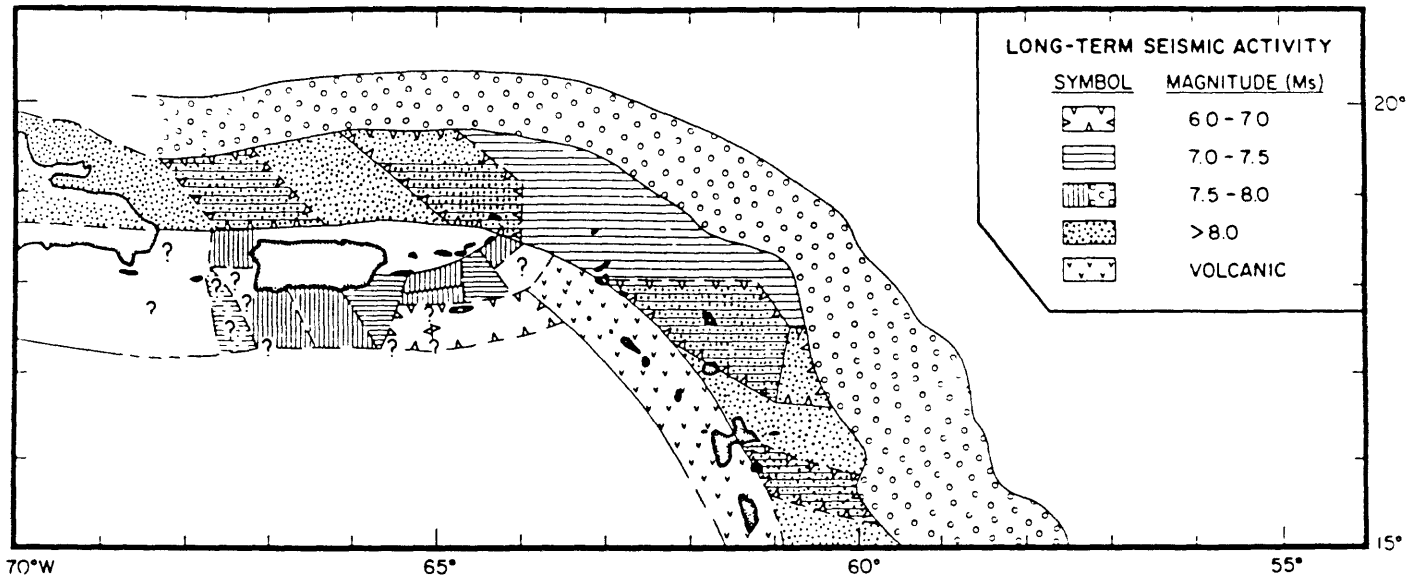 LONG-TERM SEISMIC ACTIVITY
SYMBOL MAGNITUDE (Ms)
6.0 - 7.0
7.0 - 7.5
7.5 - 8.0
>8.0
VOLCANIC
20°
?
?
?
?
?
?
?
?
?
?
?
15°
70°W 65° 60° 55°